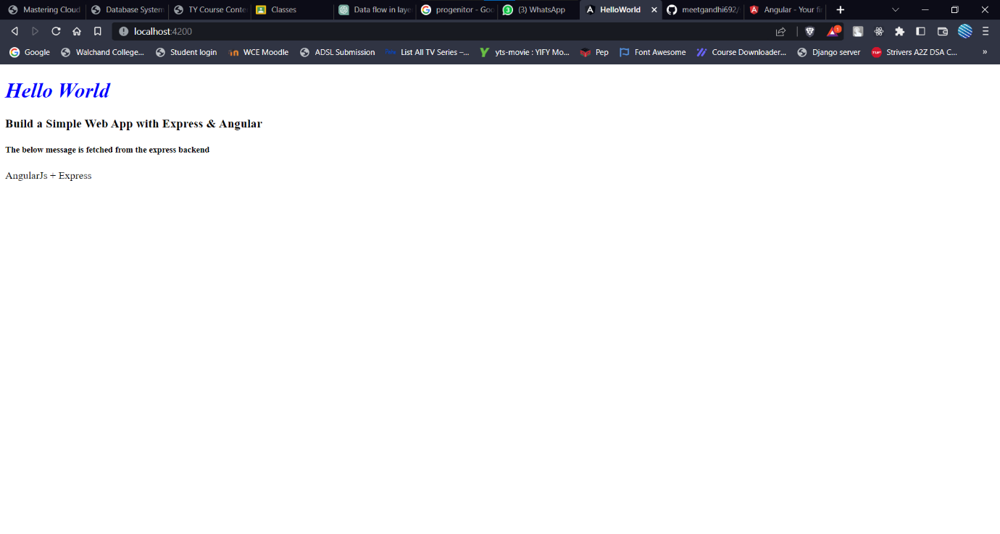 Mastering Cloud
Database System
TY Course Conte
Classes
Data flow in laye
progenitor - Goo
(3) WhatsApp
HelloWorld
meetgandhi692/
Angular - Your fi
localhost:4200
1
Google
Walchand College...
Student login
WCE Moodle
ADSL Submission
List All TV Series –...
yts-movie : YIFY Mo...
Pep
Font Awesome
Course Downloader...
Django server
Strivers A2Z DSA C...
»
Hello World
Build a Simple Web App with Express & Angular
The below message is fetched from the express backend
AngularJs + Express